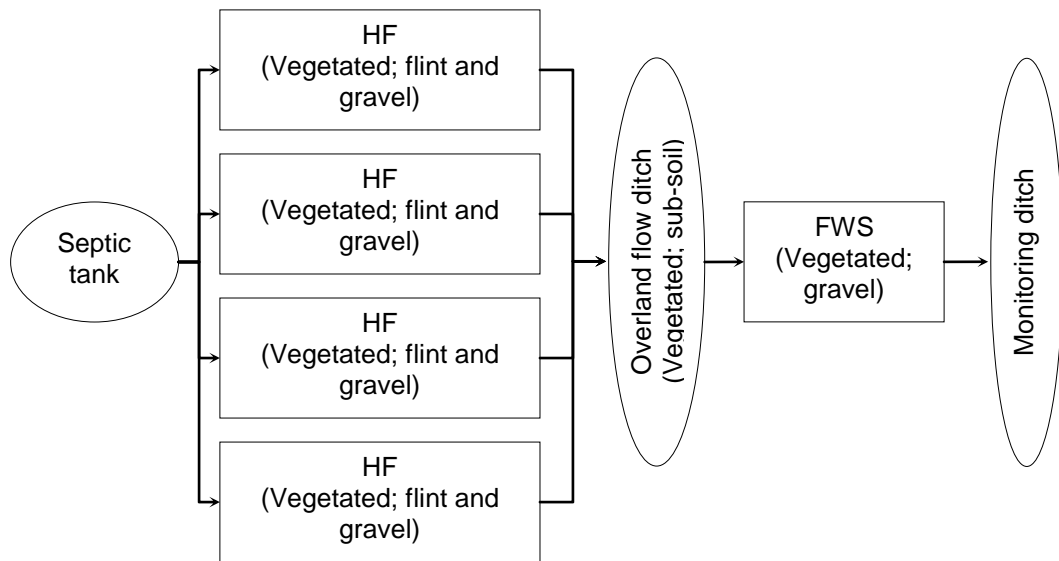 Septic
tank
HF
(Vegetated; flint and
gravel)
HF
(Vegetated; flint and
gravel)
HF
(Vegetated; flint and
gravel)
HF
(Vegetated; flint and
gravel)
Overland flow ditch
(Vegetated; sub-soil)
FWS
(Vegetated;
gravel)
Monitoring ditch